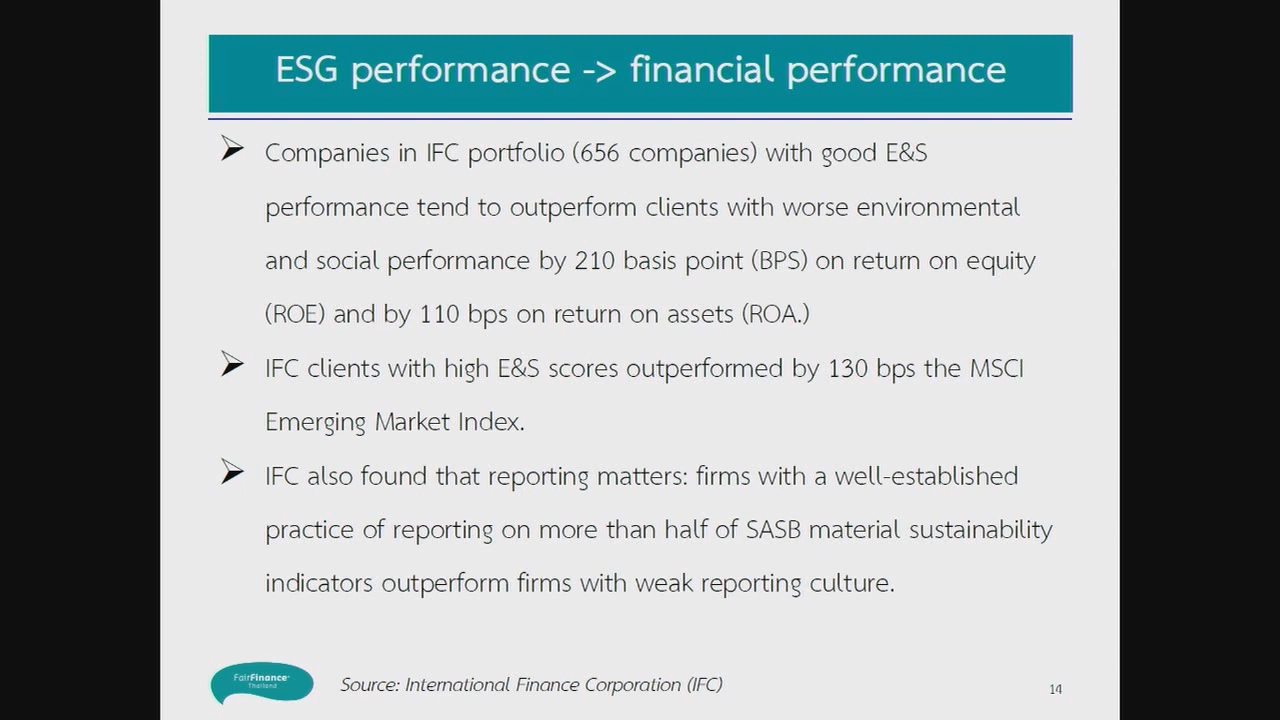 ESG performance -> financial performance
Companies in IFC portfolio (656 companies) with good E&S
performance tend to outperform clients with worse environmental
and social performance by 210 basis point (BPS) on return on equity
(ROE) and by 110 bps on return on assets (ROA.)
IFC clients with high E&S scores outperformed by 130 bps the MSCI
Emerging Market Index.
IFC also found that reporting matters: firms with a well-established
practice of reporting on more than half of SASB material sustainability
indicators outperform firms with weak reporting culture.
FairFinance
Thailand
Source: International Finance Corporation (IFC)
14